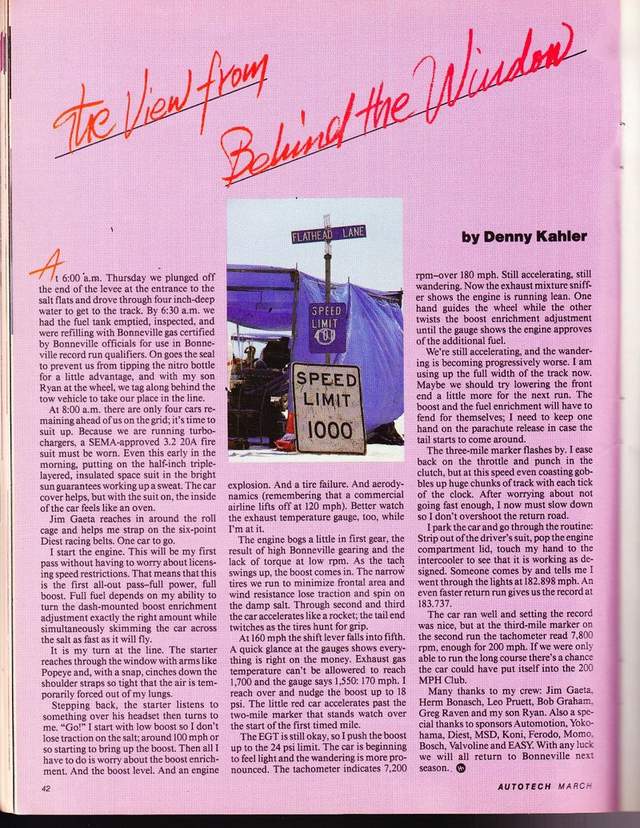 The View from
Behind the Window
by Denny Kahler
At 6:00 a.m. Thursday we plunged off
the end of the levee at the entrance to the
salt flats and drove through four inch-deep
water to get to the track. By 6:30 a.m. we
had the fuel tank emptied, inspected, and
were refilling with Bonneville gas certified
by Bonneville officials for use in Bonne-
ville record run qualifiers. On goes the seal
to prevent us from tipping the nitro bottle
for a little advantage, and with my son
Ryan at the wheel, we tag along behind the
tow vehicle to take our place in the line.
At 8:00 a.m. there are only four cars re-
maining ahead of us on the grid; it's time to
suit up. Because we are running turbo-
chargers, a SEMA-approved 3.2 20A fire
suit must be worn. Even this early in the
morning, putting on the half-inch triple-
layered, insulated space suit in the bright
sun guarantees working up a sweat. The car
cover helps, but with the suit on, the inside
of the car feels like an oven.
Jim Gaeta reaches in around the roll
cage and helps me strap on the six-point
Diest racing belts. One car to go.
I start the engine. This will be my first
pass without having to worry about licens-
ing speed restrictions. That means that this
is the first all-out pass–full power, full
boost. Full fuel depends on my ability to
turn the dash-mounted boost enrichment
adjustment exactly the right amount while
simultaneously skimming the car across
the salt as fast as it will fly.
It is my turn at the line. The starter
reaches through the window with arms like
Popeye and, with a snap, cinches down the
shoulder straps so tight that the air is tem-
porarily forced out of my lungs.
Stepping back, the starter listens to
something over his headset then turns to
me. "Go!" I start with low boost so I don't
lose traction on the salt; around 100 mph or
so starting to bring up the boost. Then all I
have to do is worry about the boost enrich-
ment. And the boost level. And an engine
FLATHEAD LANE
SPEED
LIMIT
SPEED
LIMIT
1000
explosion. And a tire failure. And aerody-
namics (remembering that a commercial
airline lifts off at 120 mph). Better watch
the exhaust temperature gauge, too, while
I'm at it.
The engine bogs a little in first gear, the
result of high Bonneville gearing and the
lack of torque at low rpm. As the tach
swings up, the boost comes in. The narrow
tires we run to minimize frontal area and
wind resistance lose traction and spin on
the damp salt. Through second and third
the car accelerates like a rocket; the tail end
twitches as the tires hunt for grip.
At 160 mph the shift lever falls into fifth.
A quick glance at the gauges shows every-
thing is right on the money. Exhaust gas
temperature can't be allowed to reach
1,700 and the gauge says 1,550: 170 mph. I
reach over and nudge the boost up to 18
psi. The little red car accelerates past the
two-mile marker that stands watch over
the start of the first timed mile.
The EGT is still okay, so I push the boost
up to the 24 psi limit. The car is beginning
to feel light and the wandering is more pro-
nounced. The tachometer indicates 7,200
rpm–over 180 mph. Still accelerating, still
wandering. Now the exhaust mixture sniff-
er shows the engine is running lean. One
hand guides the wheel while the other
twists the boost enrichment adjustment
until the gauge shows the engine approves
of the additional fuel.
We're still accelerating, and the wander-
ing is becoming progressively worse. I am
using up the full width of the track now.
Maybe we should try lowering the front
end a little more for the next run. The
boost and the fuel enrichment will have to
fend for themselves; I need to keep one
hand on the parachute release in case the
tail starts to come around.
The three-mile marker flashes by. I ease
back on the throttle and punch in the
clutch, but at this speed even coasting gob-
bles up huge chunks of track with each tick
of the clock. After worrying about not
going fast enough, I now must slow down
so I don't overshoot the return road.
I park the car and go through the routine:
Strip out of the driver's suit, pop the engine
compartment lid, touch my hand to the
intercooler to see that it is working as de-
signed. Someone comes by and tells me I
went through the lights at 182.898 mph. An
even faster return run gives us the record at
183.737.
The car ran well and setting the record
was nice, but at the third-mile marker on
the second run the tachometer read 7,800
rpm, enough for 200 mph. If we were only
able to run the long course there's a chance
the car could have put itself into the 200
MPH Club.
Many thanks to my crew: Jim Gaeta,
Herm Bonasch, Leo Pruett, Bob Graham,
Greg Raven and my son Ryan. Also a spe-
cial thanks to sponsors Automotion, Yoko-
hama, Diest, MSD, Koni, Ferodo, Momo,
Bosch, Valvoline and EASY. With any luck
we will all return to Bonneville next
season.
42
AUTOTECH MARCH